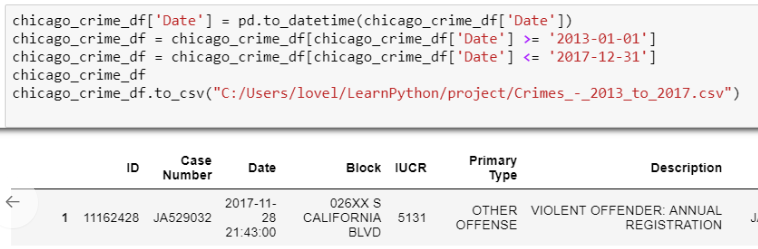 chicago_crime_df['Date'] = pd.to_datetime(chicago_crime_df['Date'])
chicago_crime_df = chicago_crime_df[chicago_crime_df['Date'] >= '2013-01-01']
chicago_crime_df = chicago_crime_df[chicago_crime_df['Date'] <= '2017-12-31']
chicago_crime_df
chicago_crime_df.to_csv("C:/Users/lovel/LearnPython/project/Crimes_-_2013_to_2017.csv")
ID Case Number Date Block IUCR Primary Type Description
1 11162428 JA529032 2017-11-28 21:43:00 026XX S CALIFORNIA BLVD 5131 OTHER OFFENSE VIOLENT OFFENDER: ANNUAL REGISTRATION